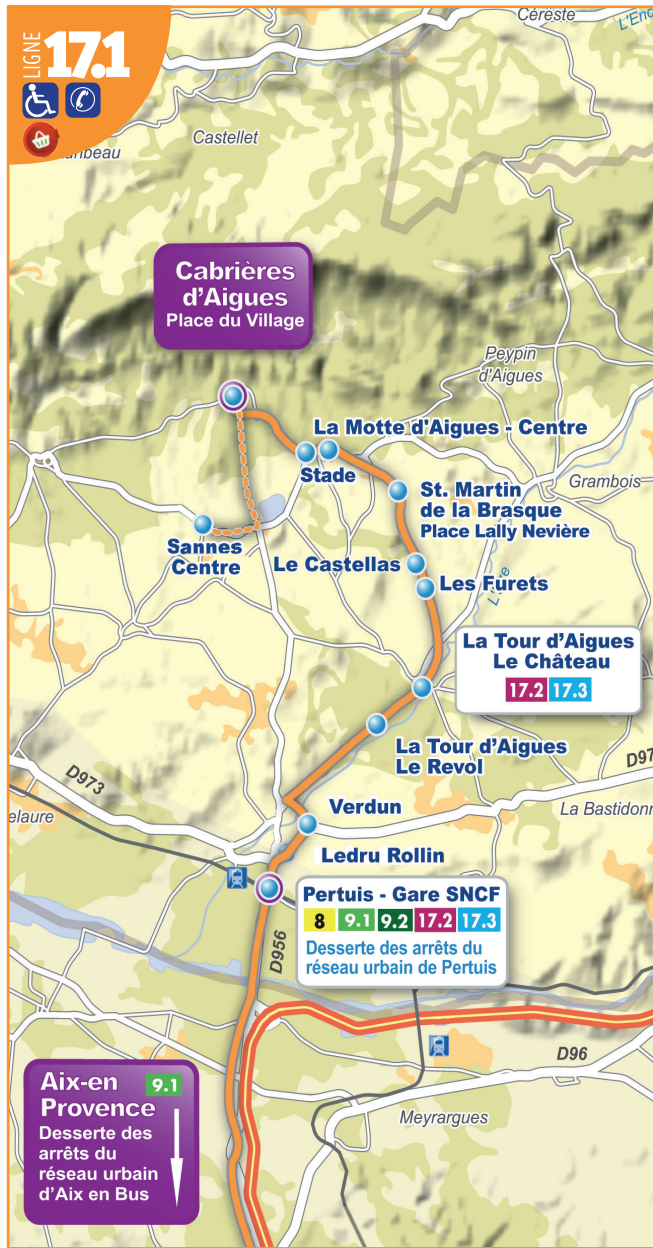 LIGNE
17.1
Céreste
L'Enc
Castellet
Cabrières
d'Aigues
Place du Village
Peypin
d'Aigues
La Motte d'Aigues - Centre
Stade
Grambois
St. Martin
de la Brasque
Place Lally Nevière
Sannes
Centre
Le Castellas
Les Furets
La Tour d'Aigues
Le Château
17.2 17.3
La Tour d'Aigues
Le Revol
D973
D97
elaure
Verdun
La Bastidonn
Ledru Rollin
Pertuis - Gare SNCF
8 9.1 9.2 17.2 17.3
Desserte des arrêts du
réseau urbain de Pertuis
D956
D96
Meyrargues
Aix-en 9.1
Provence
Desserte des
arrêts du
réseau urbain
d'Aix en Bus